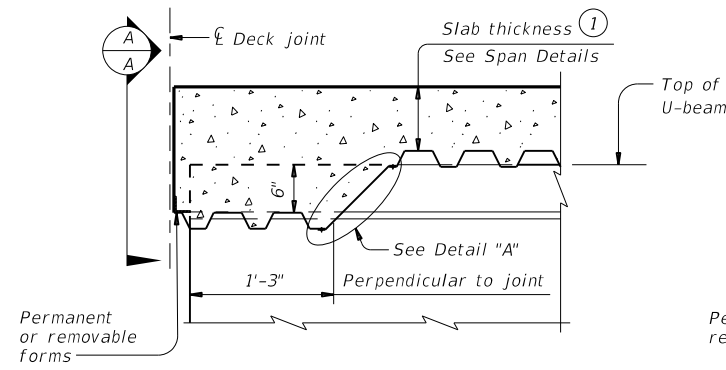 A
A
℄ Deck joint
Slab thickness 1
See Span Details
Top of
U-beam
6"
See Detail "A"
1'-3"
Perpendicular to joint
Permanent
or removable
forms
Pe
re